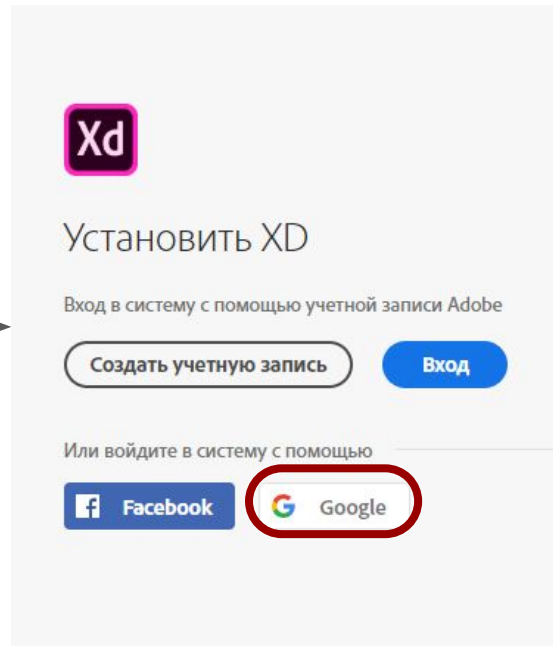 Xd
Установить XD
Вход в систему с помощью учетной записи Adobe
Создать учетную запись Вход
Или войдите в систему с помощью
Facebook Google